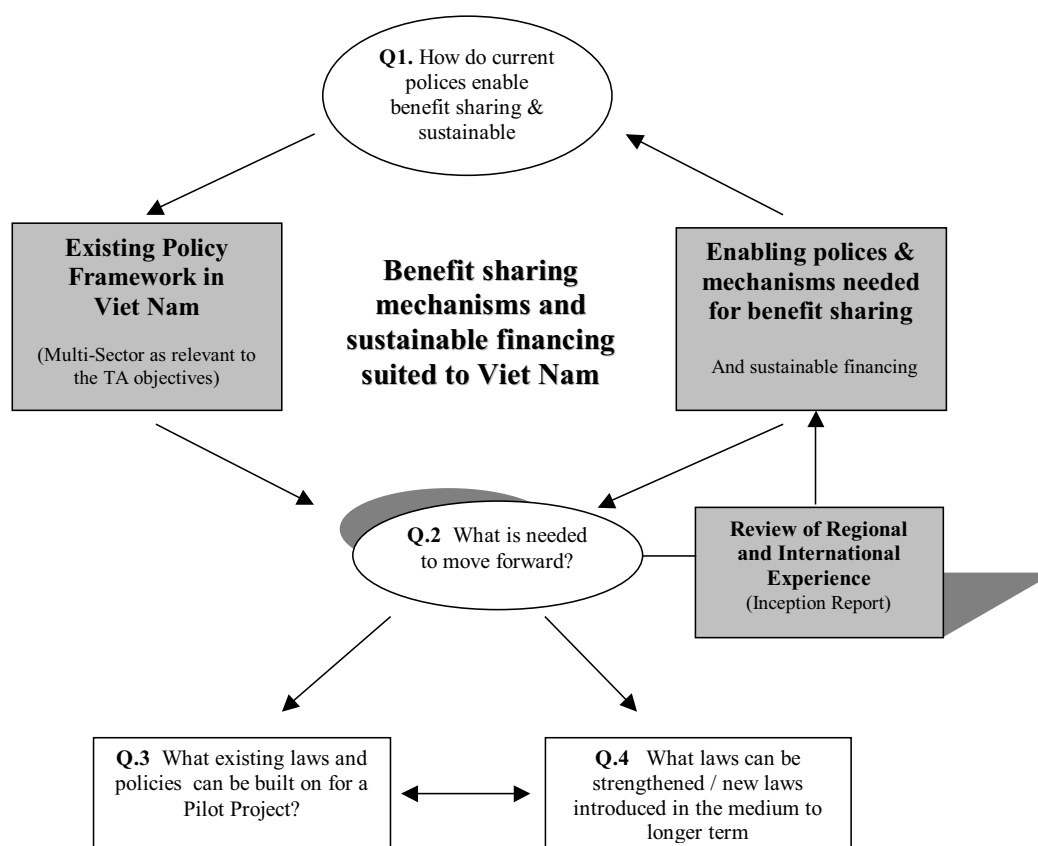 Q1. How do current
polices enable
benefit sharing &
sustainable
Existing Policy
Framework in
Viet Nam
(Multi-Sector as relevant to
the TA objectives)
Benefit sharing
mechanisms and
sustainable financing
suited to Viet Nam
Enabling polices &
mechanisms needed
for benefit sharing
And sustainable financing
Q.2 What is needed
to move forward?
Review of Regional
and International
Experience
(Inception Report)
Q.3 What existing laws and
policies can be built on for a
Pilot Project?
Q.4 What laws can be
strengthened / new laws
introduced in the medium to
longer term